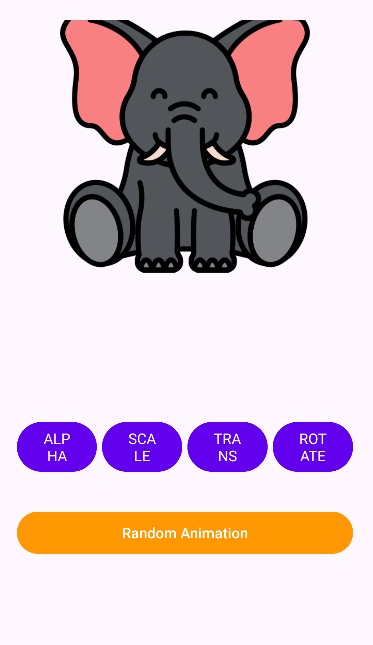 ALP
HA
SCA
LE
TRA
NS
ROT
ATE
Random Animation